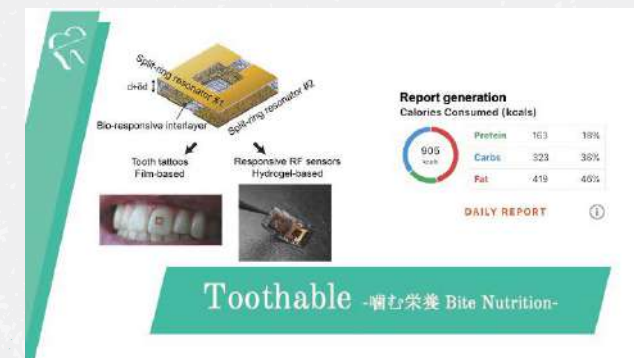 Split-ring resonator #1
d+δd
Split-ring resonator #2
Bio-responsive interlayer
Tooth tattoos
Film-based
Responsive RF sensors
Hydrogel-based
Report generation
Calories Consumed (kcals)
905
kcals
Protein 163 18%
Carbs 323 36%
Fat 419 46%
DAILY REPORT
Toothable -噛む栄養 Bite Nutrition-